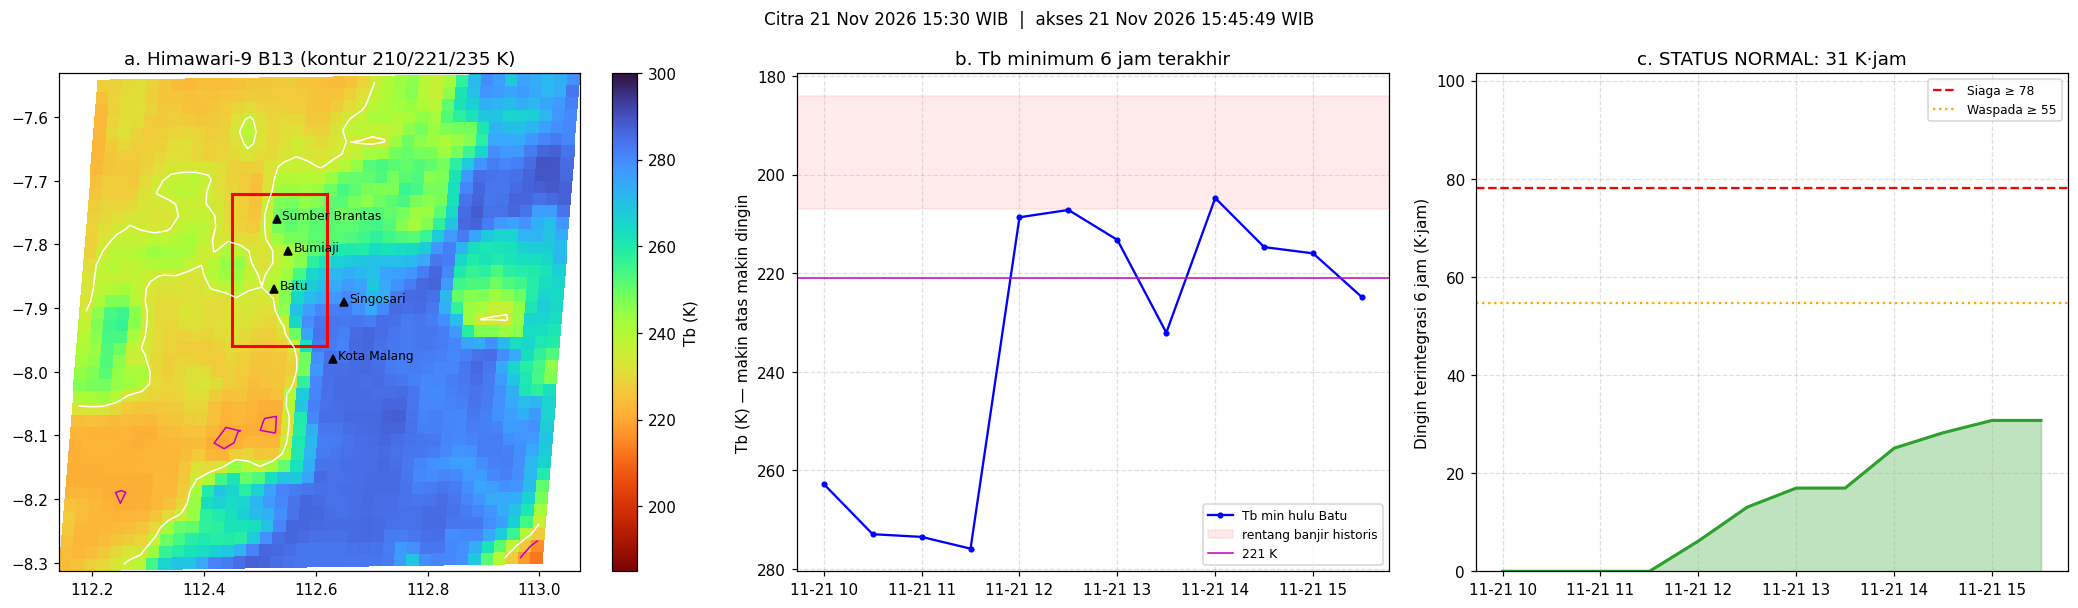 Citra 21 Nov 2026 15:30 WIB | akses 21 Nov 2026 15:45:49 WIB
a. Himawari-9 B13 (kontur 210/221/235 K)
−7.6
−7.7
−7.8
−7.9
−8.0
−8.1
−8.2
−8.3
112.2
112.4
112.6
112.8
113.0
Sumber Brantas
Bumiaji
Batu
Singosari
Kota Malang
300
280
260
240
220
200
Tb (K)
b. Tb minimum 6 jam terakhir
Tb (K) — makin atas makin dingin
180
200
220
240
260
280
11-21 10
11-21 11
11-21 12
11-21 13
11-21 14
11-21 15
Tb min hulu Batu
rentang banjir historis
221 K
c. STATUS NORMAL: 31 K·jam
Dingin terintegrasi 6 jam (K·jam)
100
80
60
40
20
0
11-21 10
11-21 11
11-21 12
11-21 13
11-21 14
11-21 15
Siaga ≥ 78
Waspada ≥ 55